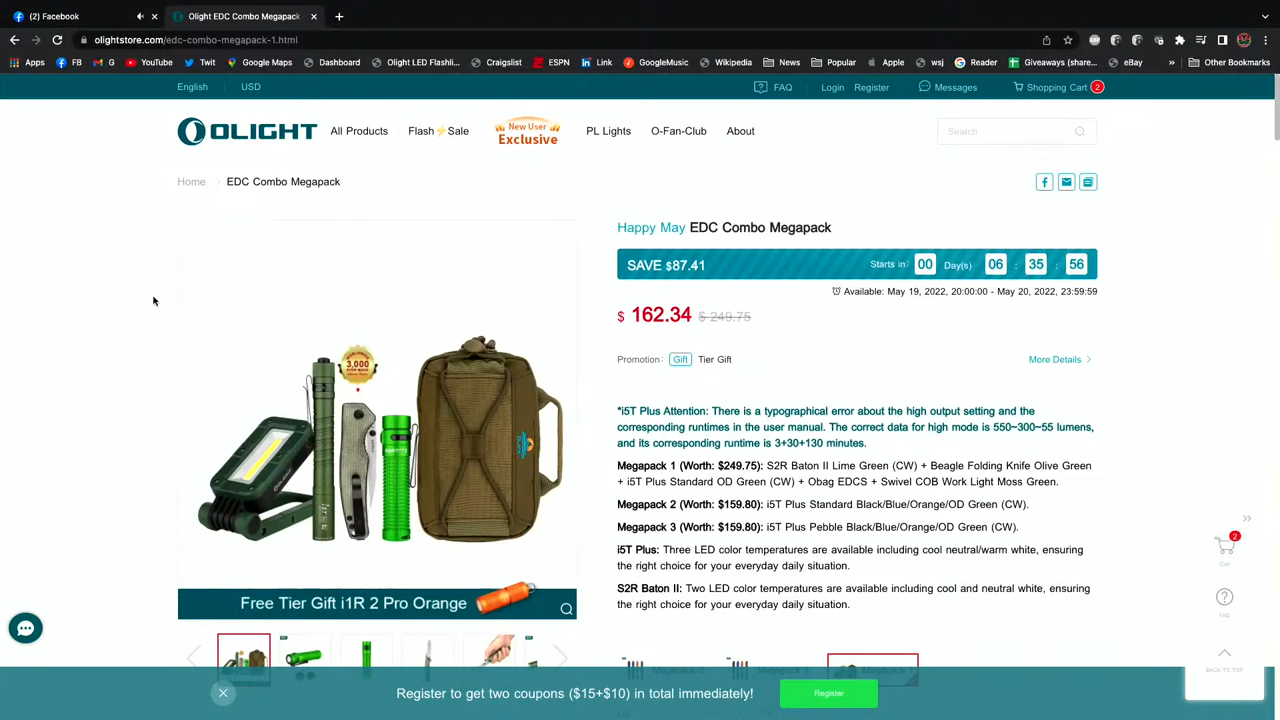 (2) Facebook
Olight EDC Combo Megapack
olightstore.com/edc-combo-megapack-1.html
Apps FB G YouTube Twit Google Maps Dashboard Olight LED Flashli... Craigslist ESPN Link GoogleMusic Wikipedia News Popular Apple wsj Reader Giveaways (share... eBay » Other Bookmarks
English USD FAQ Login Register Messages Shopping Cart 2
OLIGHT All Products Flash⚡Sale New User Exclusive PL Lights O-Fan-Club About Search
Home EDC Combo Megapack
Happy May EDC Combo Megapack
SAVE $87.41 Starts in: 00 Day(s) 06 : 35 : 56
Available: May 19, 2022, 20:00:00 - May 20, 2022, 23:59:59
$ 162.34 $ 249.75
Promotion: Gift Tier Gift More Details
*i5T Plus Attention: There is a typographical error about the high output setting and the
corresponding runtimes in the user manual. The correct data for high mode is 550~300~55 lumens,
and its corresponding runtime is 3+30+130 minutes.
Megapack 1 (Worth: $249.75): S2R Baton II Lime Green (CW) + Beagle Folding Knife Olive Green
+ i5T Plus Standard OD Green (CW) + Obag EDCS + Swivel COB Work Light Moss Green.
Megapack 2 (Worth: $159.80): i5T Plus Standard Black/Blue/Orange/OD Green (CW).
Megapack 3 (Worth: $159.80): i5T Plus Pebble Black/Blue/Orange/OD Green (CW).
i5T Plus: Three LED color temperatures are available including cool neutral/warm white, ensuring
the right choice for your everyday daily situation.
S2R Baton II: Two LED color temperatures are available including cool and neutral white, ensuring
the right choice for your everyday daily situation.
3,000
OLIGHT
Free Tier Gift i1R 2 Pro Orange
2
Cart
FAQ
BACK TO TOP
Register to get two coupons ($15+$10) in total immediately! Register